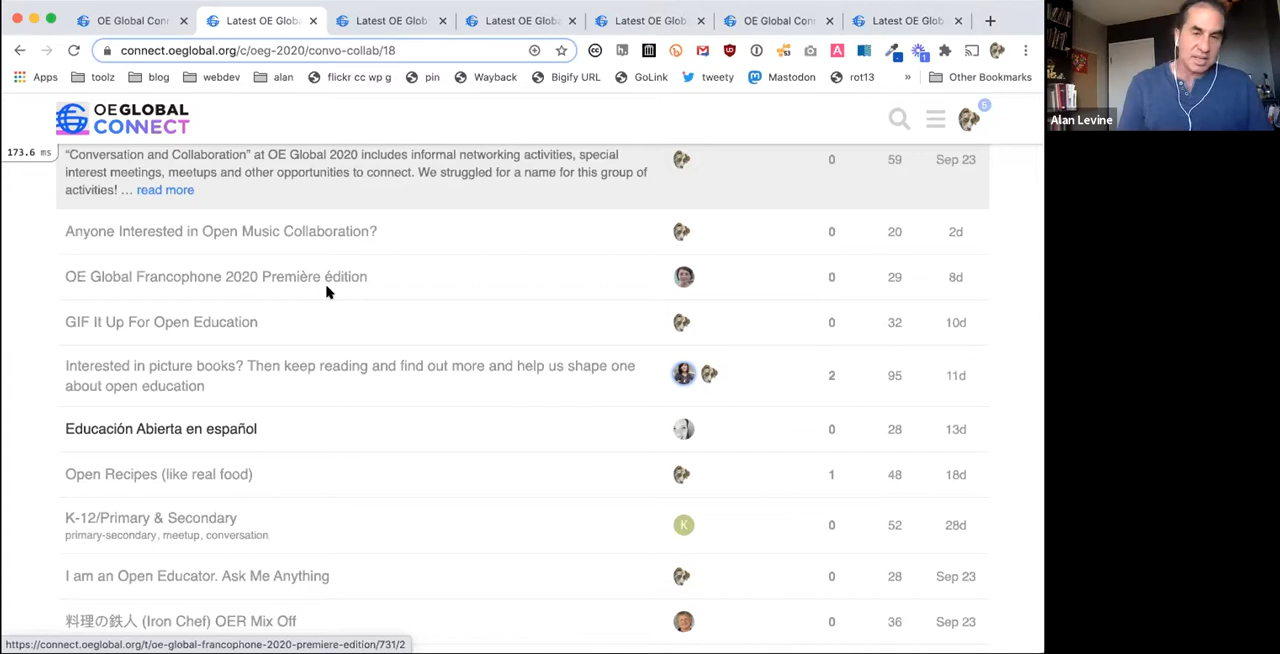 OE Global Conn
Latest OE Globa
Latest OE Glob
Latest OE Globa
Latest OE Glob
OE Global Conn
Latest OE Glob
connect.oeglobal.org/c/oeg-2020/convo-collab/18
Apps
toolz
blog
webdev
alan
flickr cc wp g
pin
Wayback
Bigify URL
GoLink
tweety
Mastodon
rot13
»
Other Bookmarks
Alan Levine
OEGLOBAL
CONNECT
5
173.6 ms
“Conversation and Collaboration” at OE Global 2020 includes informal networking activities, special
interest meetings, meetups and other opportunities to connect. We struggled for a name for this group of
activities! … read more
0 59 Sep 23
Anyone Interested in Open Music Collaboration? 0 20 2d
OE Global Francophone 2020 Première édition 0 29 8d
GIF It Up For Open Education 0 32 10d
Interested in picture books? Then keep reading and find out more and help us shape one
about open education
2 95 11d
Educación Abierta en español 0 28 13d
Open Recipes (like real food) 1 48 18d
K-12/Primary & Secondary
primary-secondary, meetup, conversation
K 0 52 28d
I am an Open Educator. Ask Me Anything 0 28 Sep 23
料理の鉄人 (Iron Chef) OER Mix Off 0 36 Sep 23
https://connect.oeglobal.org/t/oe-global-francophone-2020-premiere-edition/731/2